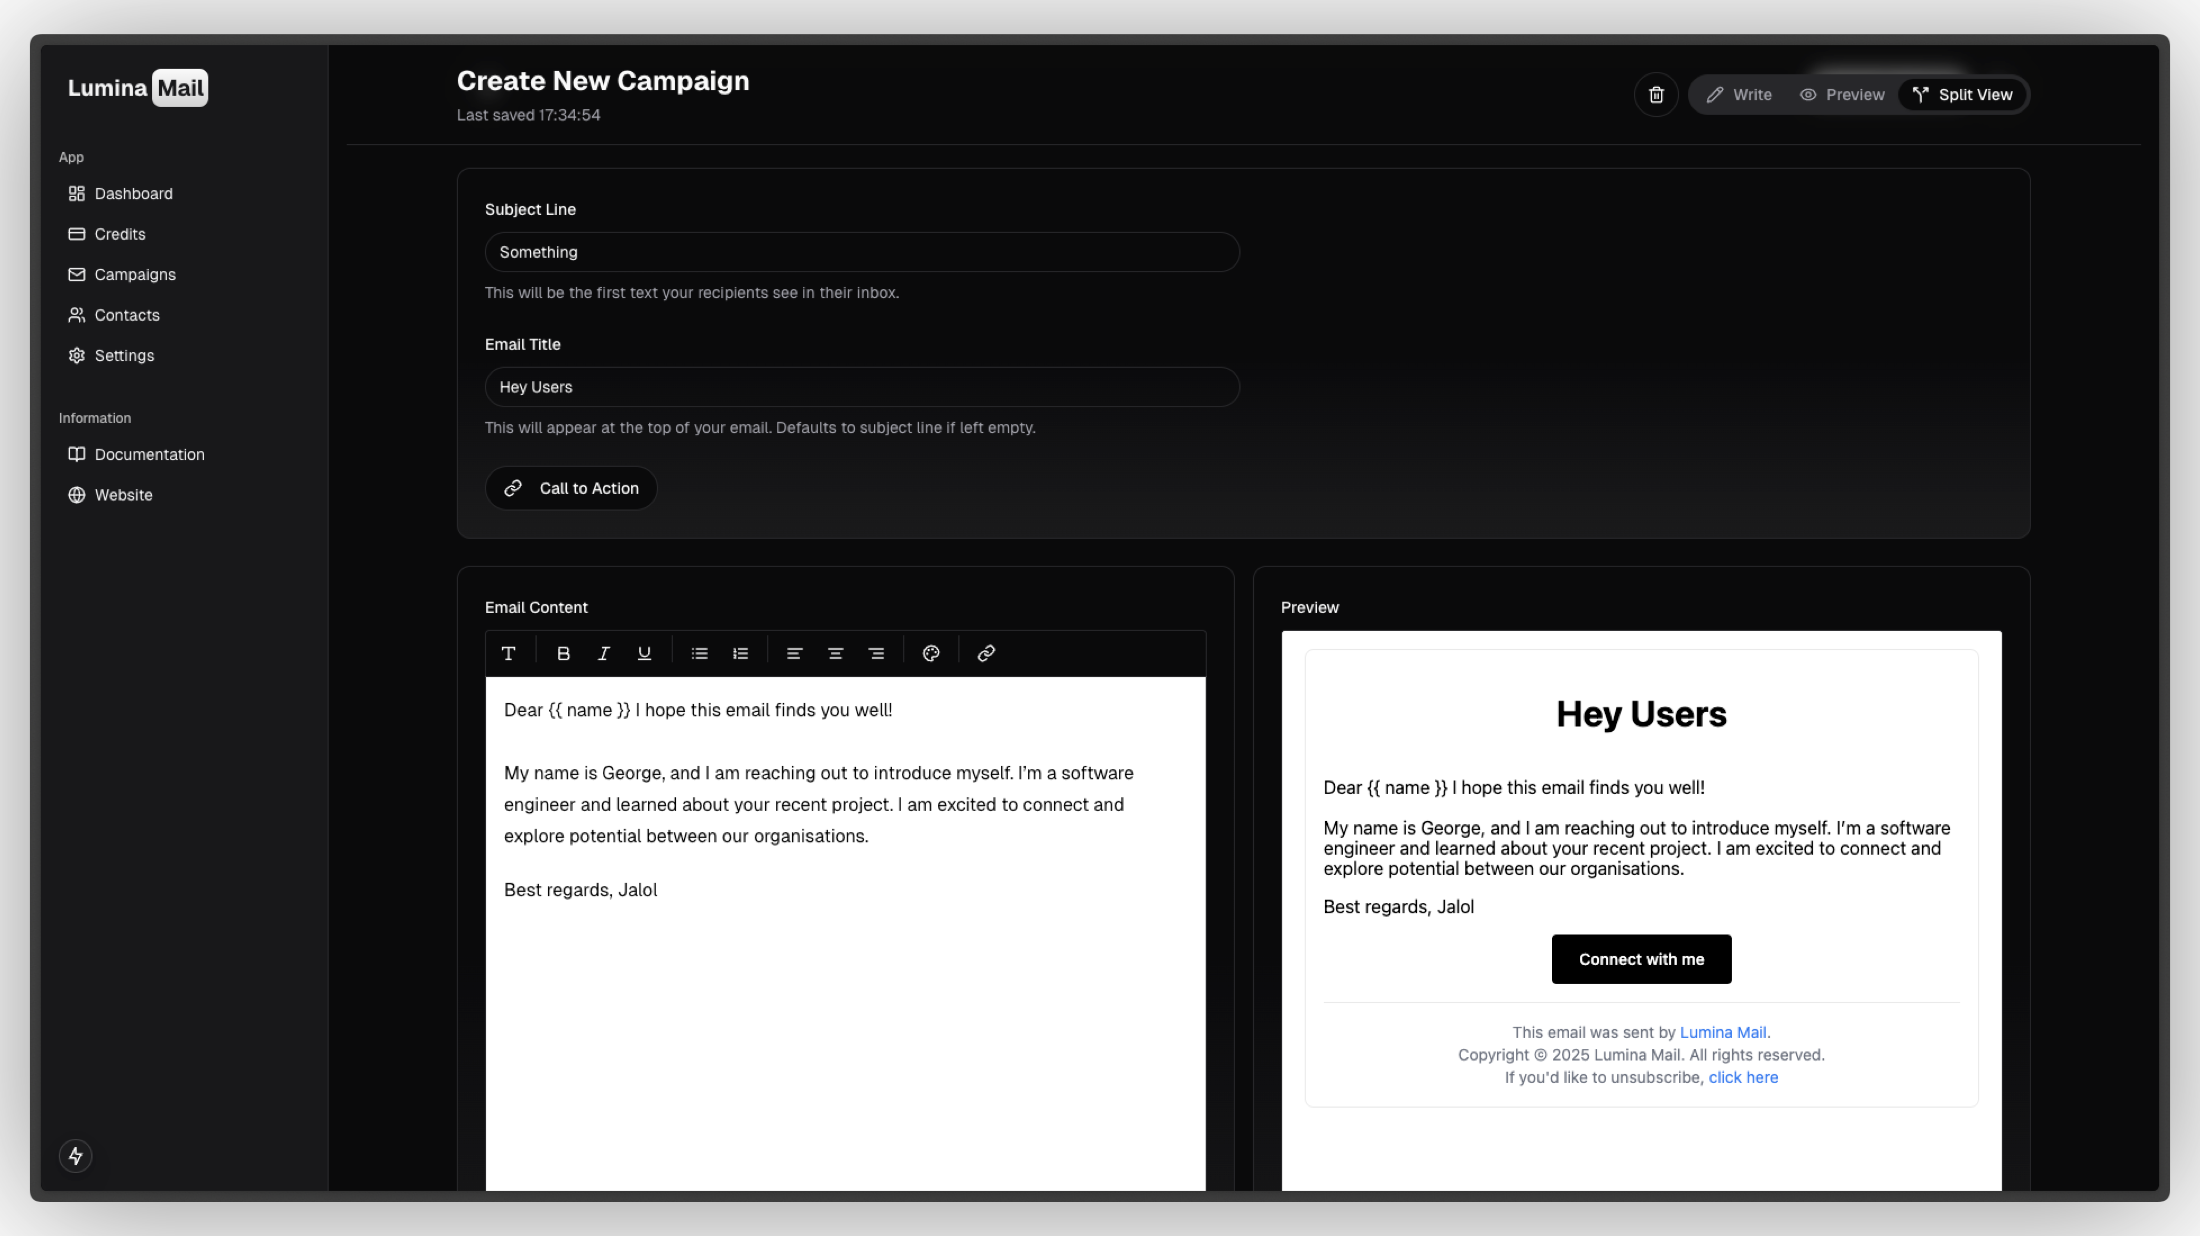 Lumina Mail
App
Dashboard
Credits
Campaigns
Contacts
Settings
Information
Documentation
Website
Create New Campaign
Last saved 17:34:54
Write
Preview
Split View
Subject Line
Something
This will be the first text your recipients see in their inbox.
Email Title
Hey Users
This will appear at the top of your email. Defaults to subject line if left empty.
Call to Action
Email Content
T B I U
Dear {{ name }} I hope this email finds you well!
My name is George, and I am reaching out to introduce myself. I’m a software
engineer and learned about your recent project. I am excited to connect and
explore potential between our organisations.
Best regards, Jalol
Preview
Hey Users
Dear {{ name }} I hope this email finds you well!
My name is George, and I am reaching out to introduce myself. I’m a software
engineer and learned about your recent project. I am excited to connect and
explore potential between our organisations.
Best regards, Jalol
Connect with me
This email was sent by Lumina Mail.
Copyright © 2025 Lumina Mail. All rights reserved.
If you'd like to unsubscribe, click here